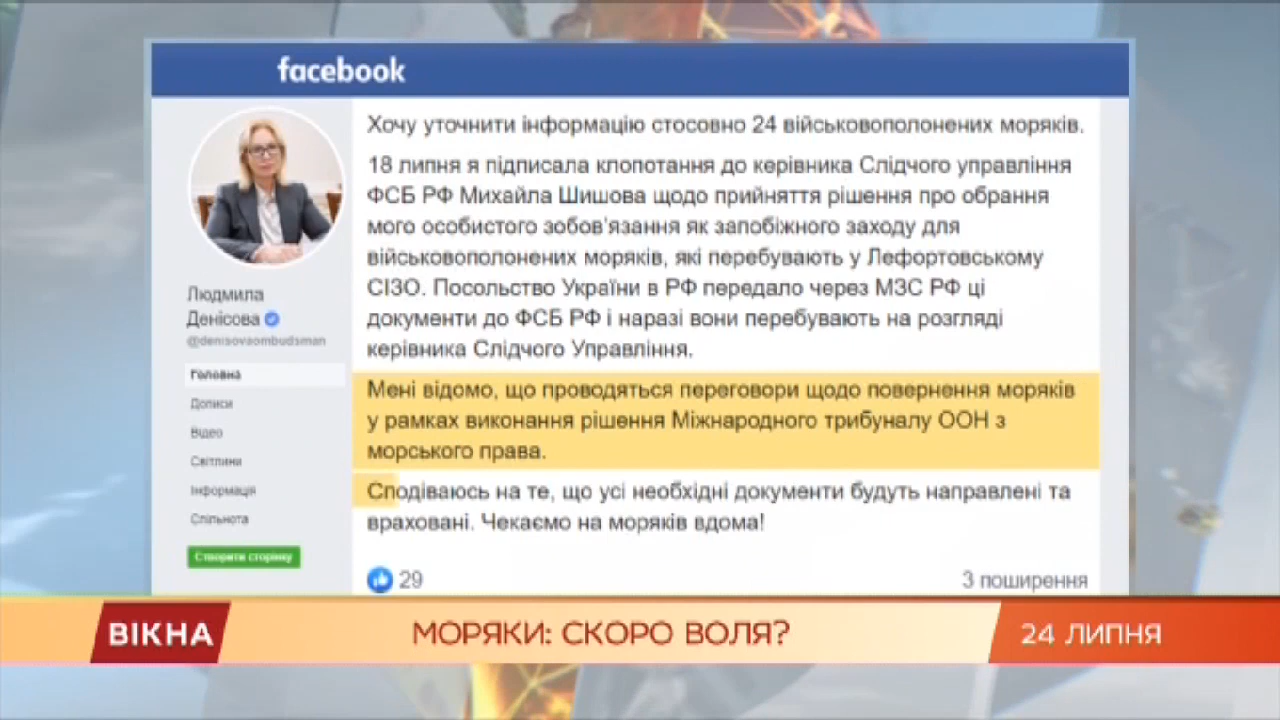 facebook
Хочу уточнити інформацію стосовно 24 військовополонених моряків.
18 липня я підписала клопотання до керівника Слідчого управління
ФСБ РФ Михайла Шишова щодо прийняття рішення про обрання
мого особистого зобов’язання як запобіжного заходу для
військовополонених моряків, які перебувають у Лефортовському
СІЗО. Посольство України в РФ передало через МЗС РФ ці
документи до ФСБ РФ і наразі вони перебувають на розгляді
керівника Слідчого Управління.
Мені відомо, що проводяться переговори щодо повернення моряків
у рамках виконання рішення Міжнародного трибуналу ООН з
морського права.
Сподіваюсь на те, що усі необхідні документи будуть направлені та
враховані. Чекаємо на моряків вдома!
29
3 поширення
Людмила
Денісова
@denisovaombudsman
Головна
Дописи
Відео
Світлини
Інформація
Спільнота
Створити сторінку
ВІКНА
МОРЯКИ: СКОРО ВОЛЯ?
24 ЛИПНЯ